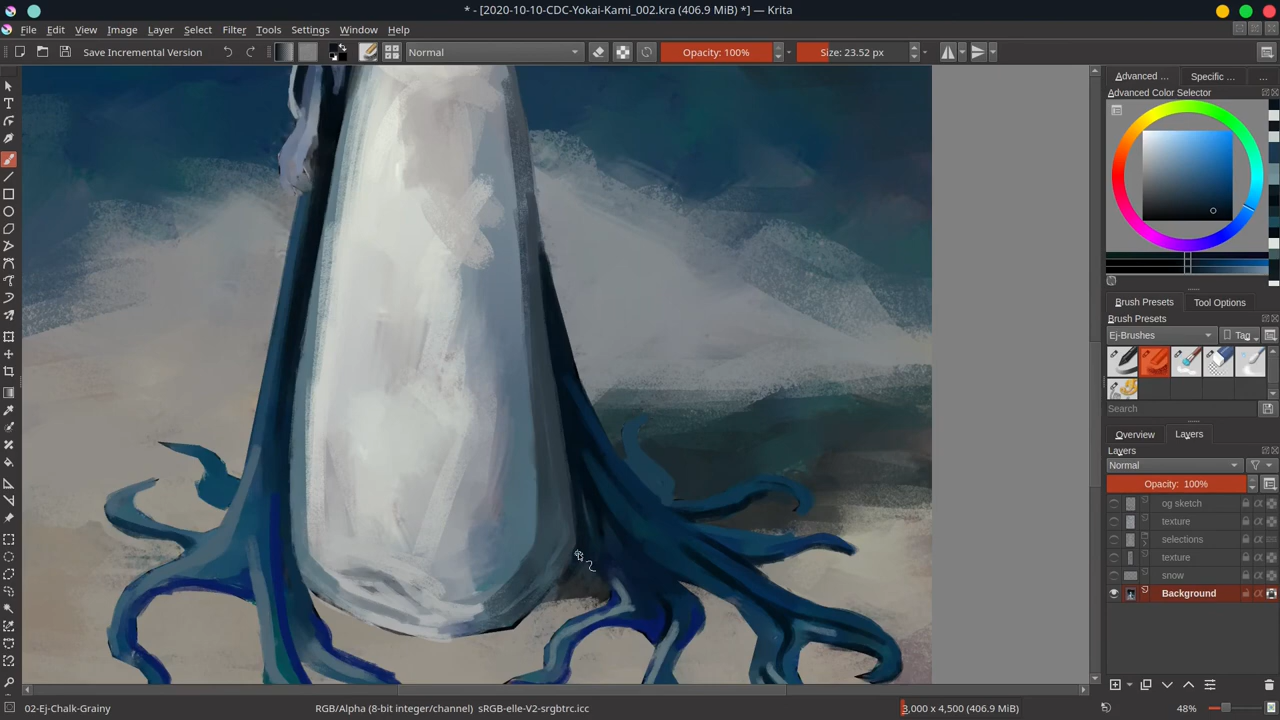 * - [2020-10-10-CDC-Yokai-Kami_002.kra (406.9 MiB) *] — Krita
File Edit View Image Layer Select Filter Tools Settings Window Help
Save Incremental Version Normal Opacity: 100% Size: 23.52 px
Advanced ... Specific ... ...
Advanced Color Selector
Brush Presets Tool Options
Brush Presets
Ej-Brushes Tag
Search
Overview Layers
Layers
Normal
Opacity: 100%
og sketch
texture
selections
texture
snow
Background
02-Ej-Chalk-Grainy RGB/Alpha (8-bit integer/channel) sRGB-elle-V2-srgbtrc.icc 3,000 x 4,500 (406.9 MiB) 48%